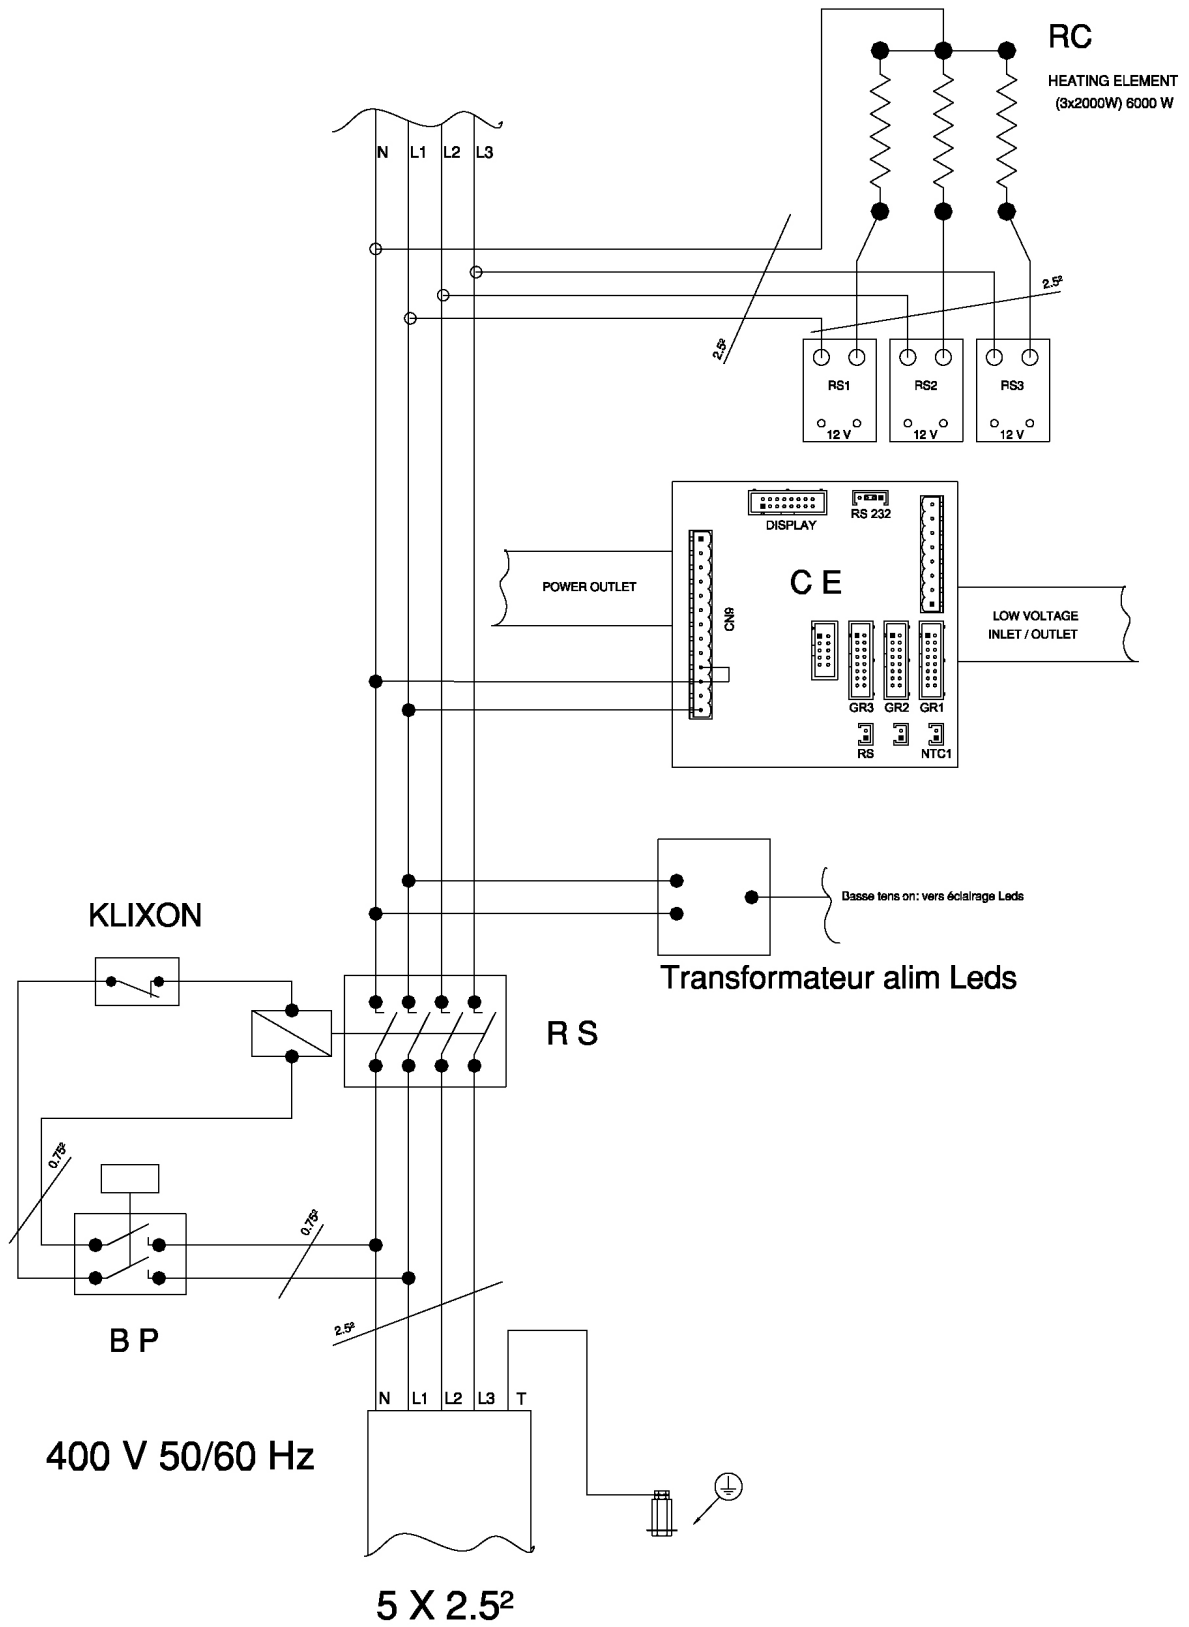 RC
HEATING ELEMENT
(3x2000W) 6000 W
N L1 L2 L3
2.5²
2.5²
RS1 RS2 RS3
12 V 12 V 12 V
DISPLAY
RS 232
C E
POWER OUTLET
CN9
LOW VOLTAGE
INLET / OUTLET
GR3 GR2 GR1
RS NTC1
KLIXON
Basse tens on: vers éclairage Leds
Transformateur alim Leds
R S
0.75²
0.75²
B P
2.5²
N L1 L2 L3 T
400 V 50/60 Hz
5 X 2.5²